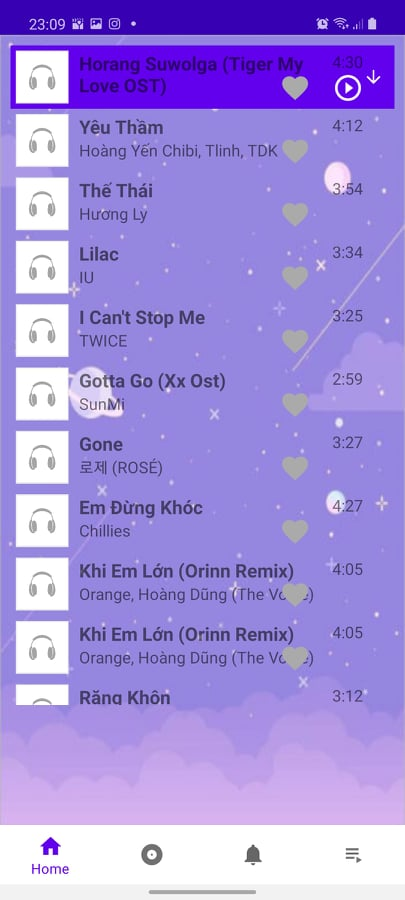 23:09
Horang Suwolga (Tiger My
Love OST)
4:30
Yêu Thầm
4:12
Hoàng Yến Chibi, Tlinh, TDK
Thế Thái
3:54
Hương Ly
Lilac
3:34
IU
I Can't Stop Me
3:25
TWICE
Gotta Go (Xx Ost)
2:59
SunMi
Gone
3:27
로제 (ROSÉ)
Em Đừng Khóc
4:27
Chillies
Khi Em Lớn (Orinn Remix)
4:05
Orange, Hoàng Dũng (The
Khi Em Lớn (Orinn Remix)
4:05
Orange, Hoàng Dũng (The
Răng Khôn
3:12
Home